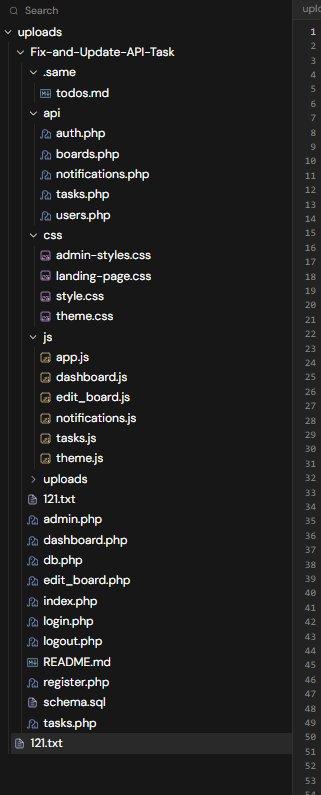 Search
uplo
uploads
Fix-and-Update-API-Task
.same
todos.md
api
auth.php
boards.php
notifications.php
tasks.php
users.php
css
admin-styles.css
landing-page.css
style.css
theme.css
js
app.js
dashboard.js
edit_board.js
notifications.js
tasks.js
theme.js
uploads
121.txt
admin.php
dashboard.php
db.php
edit_board.php
index.php
login.php
logout.php
README.md
register.php
schema.sql
tasks.php
121.txt
1
2
3
4
5
6
7
8
9
10
11
12
13
14
15
16
17
18
19
20
21
22
23
24
25
26
27
28
29
30
31
32
33
34
35
36
37
38
39
40
41
42
43
44
45
46
47
48
49
50
51
52
53
54